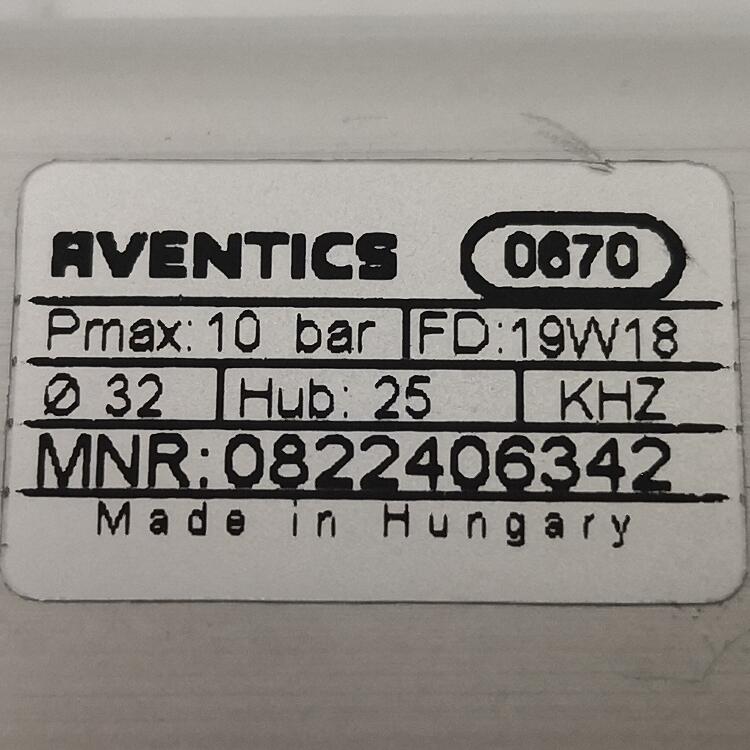 AVENTICS 0670
Pmax: 10 bar FD:19W18
Ø 32 Hub: 25 KHZ
MNR:0822406342
Made in Hungary